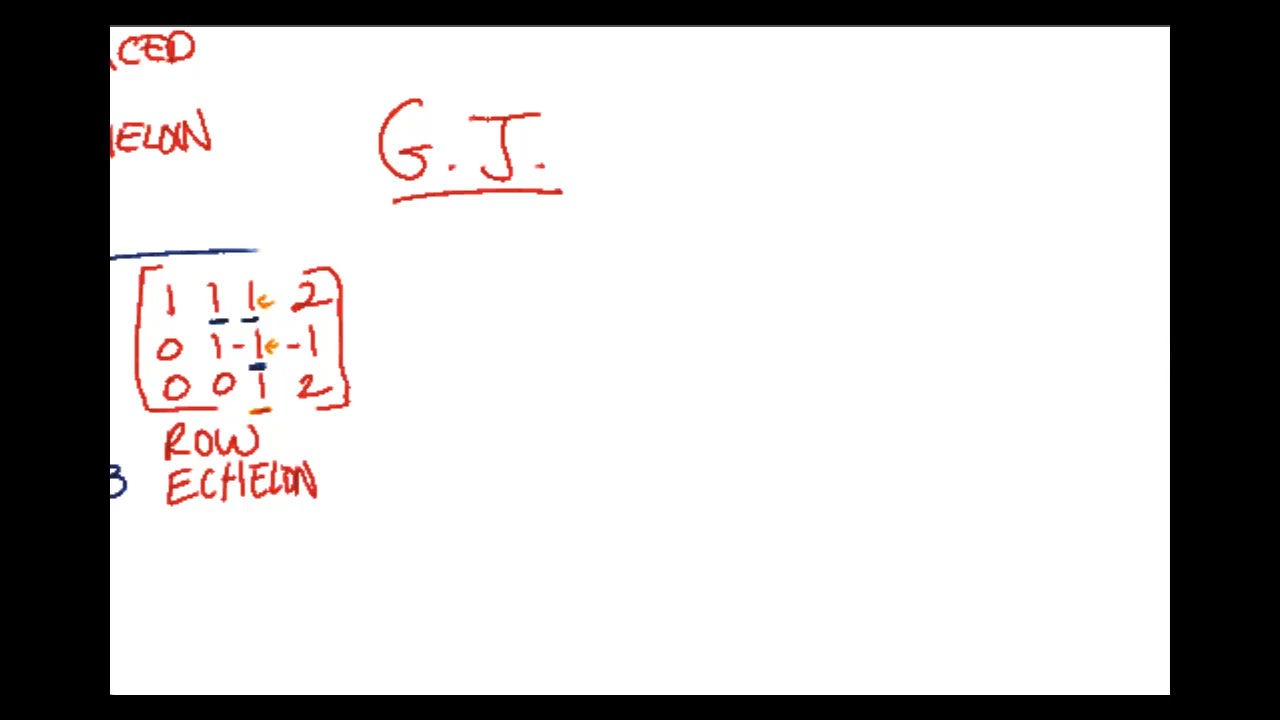 CED
HELON
G.J.
1 1 1 2
0 1 -1 -1
0 0 1 2
ROW
3 ECHELON